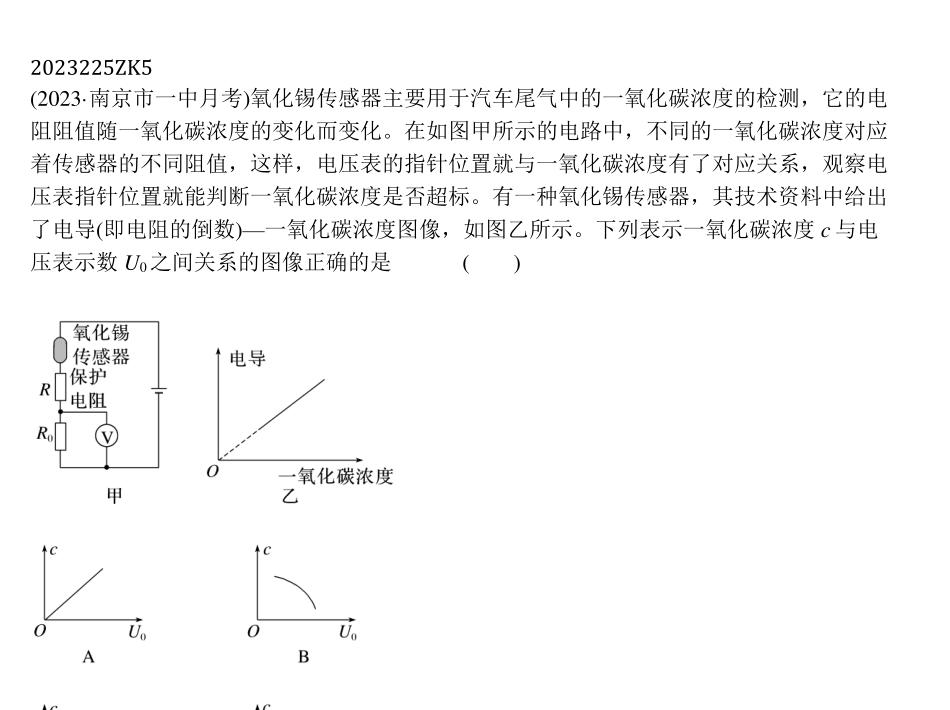 2023225ZK5
(2023·南京市一中月考)氧化锡传感器主要用于汽车尾气中的一氧化碳浓度的检测，它的电
阻阻值随一氧化碳浓度的变化而变化。在如图甲所示的电路中，不同的一氧化碳浓度对应
着传感器的不同阻值，这样，电压表的指针位置就与一氧化碳浓度有了对应关系，观察电
压表指针位置就能判断一氧化碳浓度是否超标。有一种氧化锡传感器，其技术资料中给出
了电导(即电阻的倒数)—一氧化碳浓度图像，如图乙所示。下列表示一氧化碳浓度 c 与电
压表示数 U₀之间关系的图像正确的是 ( )
氧化锡
传感器
保护
R
电阻
R₀
V
甲
电导
O
一氧化碳浓度
乙
c
O
U₀
A
c
O
U₀
B
c
c